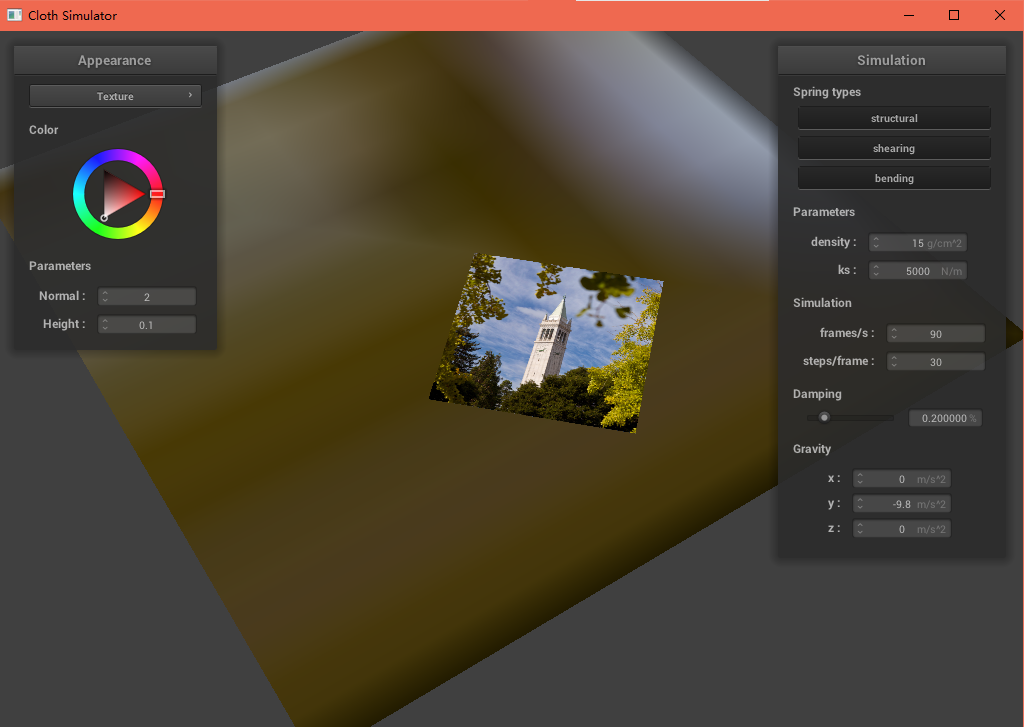 Cloth Simulator
Appearance
Texture
Color
Parameters
Normal : 2
Height : 0.1
Simulation
Spring types
structural
shearing
bending
Parameters
density : 15 g/cm^2
ks : 5000 N/m
Simulation
frames/s : 90
steps/frame : 30
Damping
0.200000 %
Gravity
x : 0 m/s^2
y : -9.8 m/s^2
z : 0 m/s^2